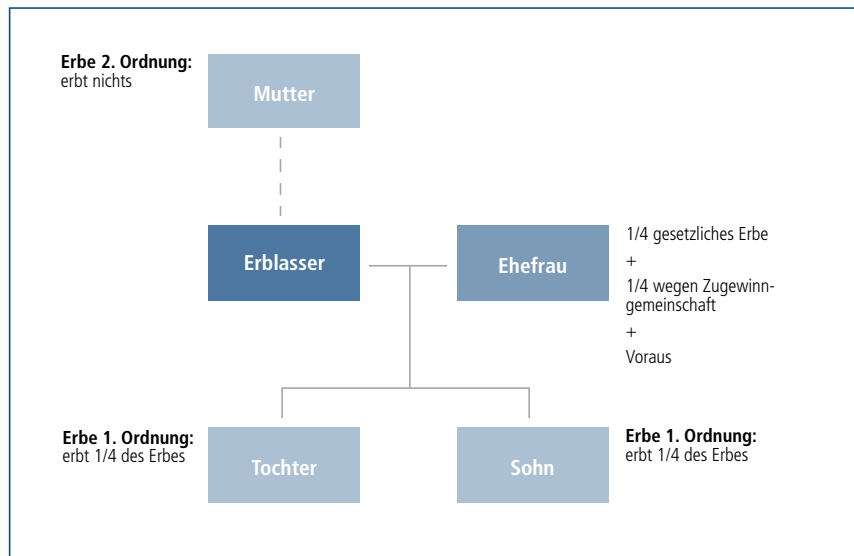 Erbe 2. Ordnung:
erbt nichts
Mutter
Erblasser
Ehefrau
1/4 gesetzliches Erbe
+
1/4 wegen Zugewinn-
gemeinschaft
+
Voraus
Erbe 1. Ordnung:
erbt 1/4 des Erbes
Tochter
Sohn
Erbe 1. Ordnung:
erbt 1/4 des Erbes